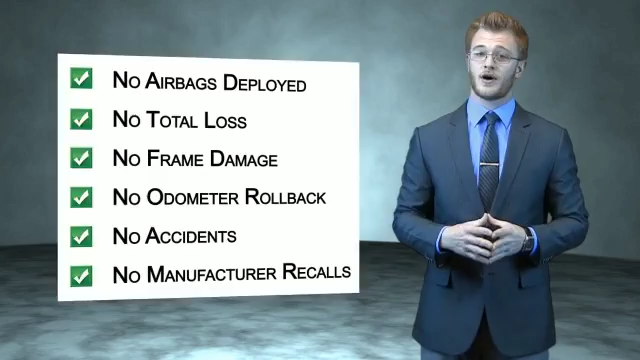 No Airbags Deployed
No Total Loss
No Frame Damage
No Odometer Rollback
No Accidents
No Manufacturer Recalls